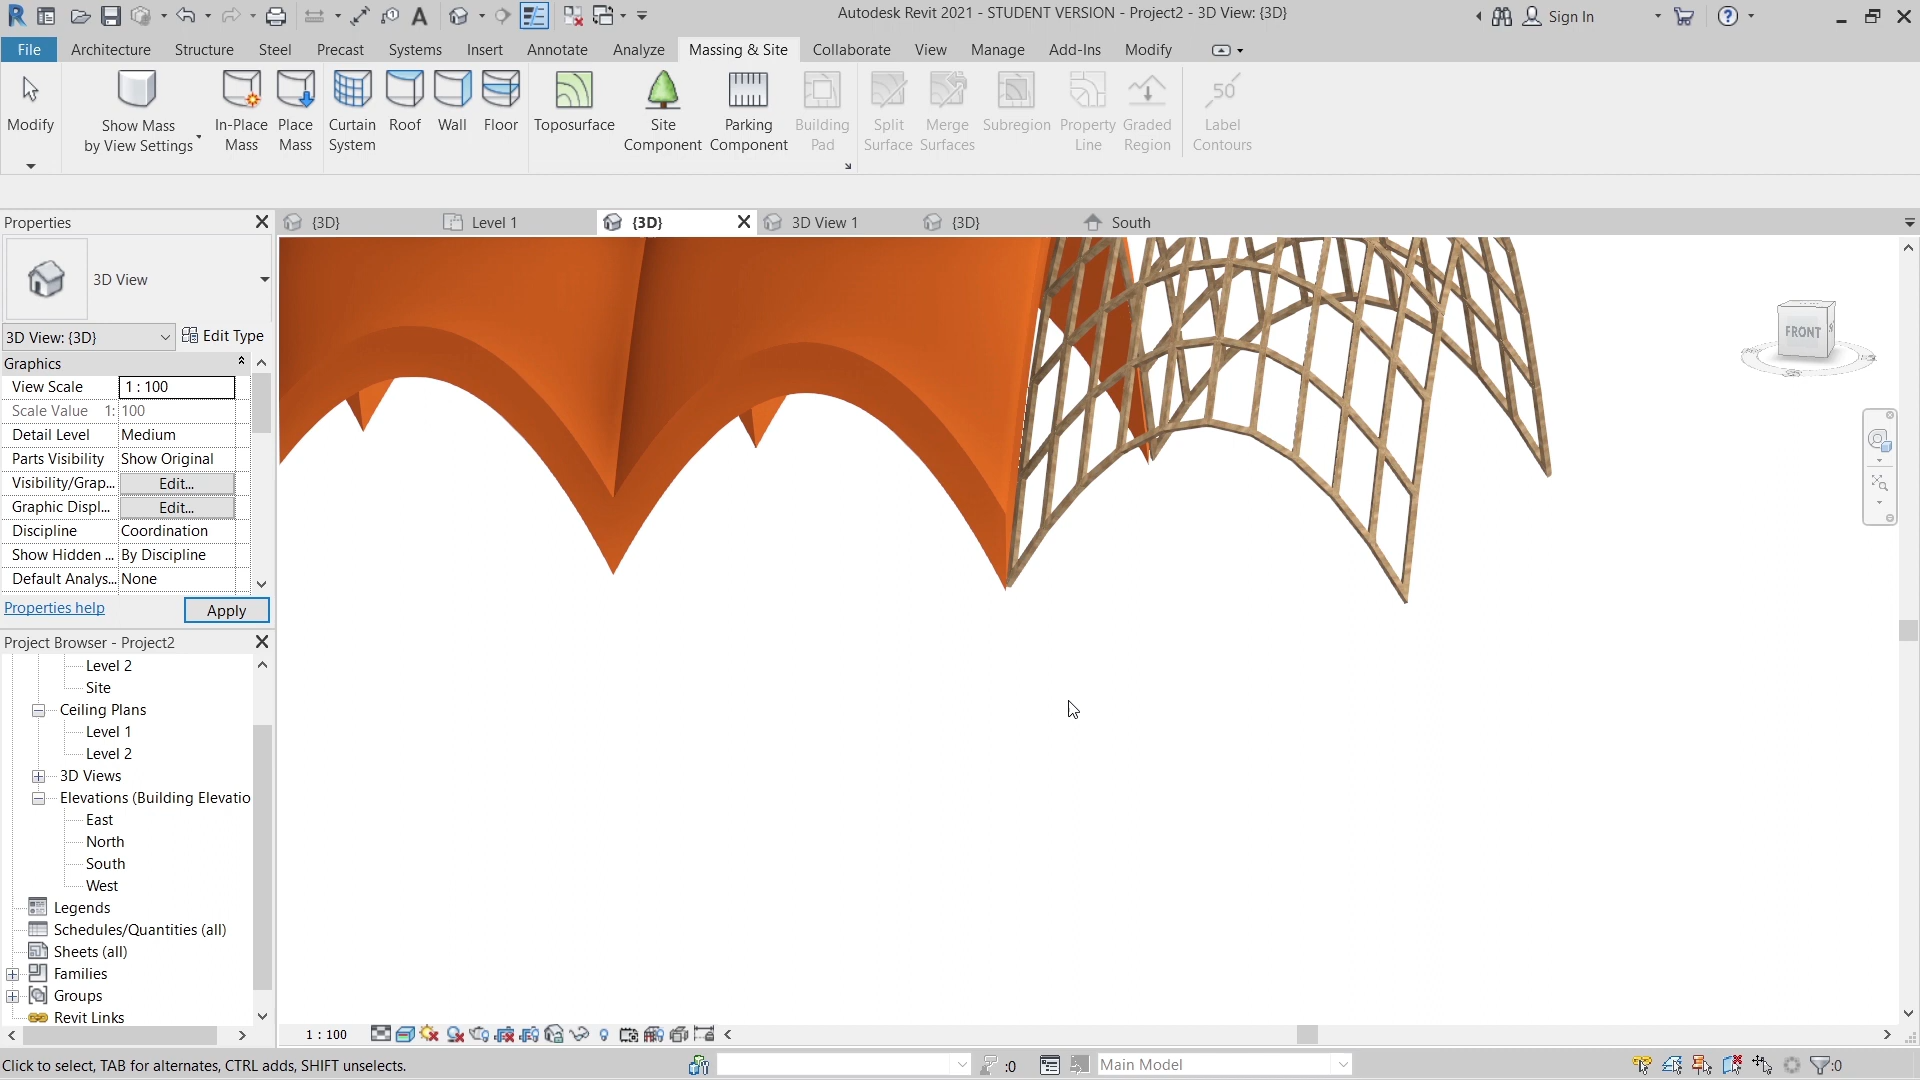 Autodesk Revit 2021 - STUDENT VERSION - Project2 - 3D View: {3D}
Sign In
File Architecture Structure Steel Precast Systems Insert Annotate Analyze Massing & Site Collaborate View Manage Add-Ins Modify
Modify
Show Mass by View Settings
In-Place Mass
Place Mass
Curtain System
Roof
Wall
Floor
Toposurface
Site Component
Parking Component
Building Pad
Split Surface
Merge Surfaces
Subregion
Property Line
Graded Region
50
Label Contours
Properties
{3D}
Level 1
{3D}
3D View 1
{3D}
South
3D View
3D View: {3D}
Edit Type
Graphics
View Scale 1 : 100
Scale Value 1: 100
Detail Level Medium
Parts Visibility Show Original
Visibility/Grap... Edit...
Graphic Displ... Edit...
Discipline Coordination
Show Hidden ... By Discipline
Default Analys... None
Properties help
Apply
FRONT
Project Browser - Project2
Level 2
Site
Ceiling Plans
Level 1
Level 2
3D Views
Elevations (Building Elevatio
East
North
South
West
Legends
Schedules/Quantities (all)
Sheets (all)
Families
Groups
Revit Links
1 : 100
Click to select, TAB for alternates, CTRL adds, SHIFT unselects.
:0
Main Model
:0